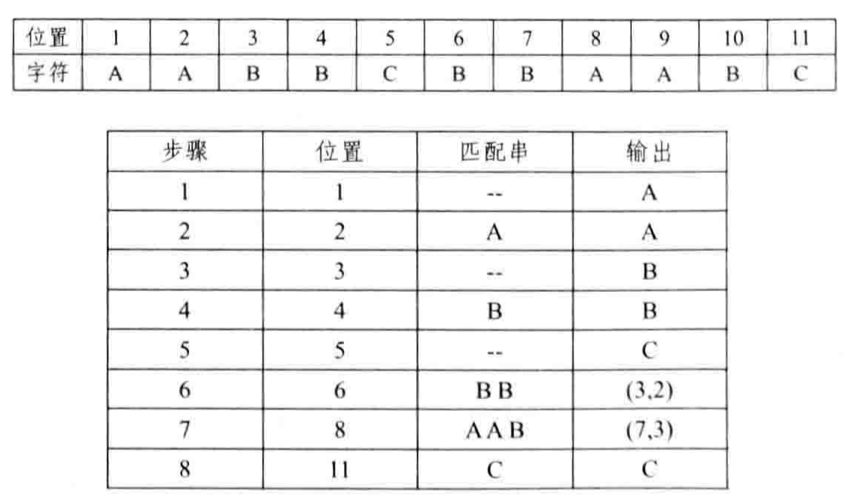 位置 1 2 3 4 5 6 7 8 9 10 11
字符 A A B B C B B A A B C
步骤 位置 匹配串 输出
1 1 -- A
2 2 A A
3 3 -- B
4 4 B B
5 5 -- C
6 6 B B (3,2)
7 8 A A B (7,3)
8 11 C C